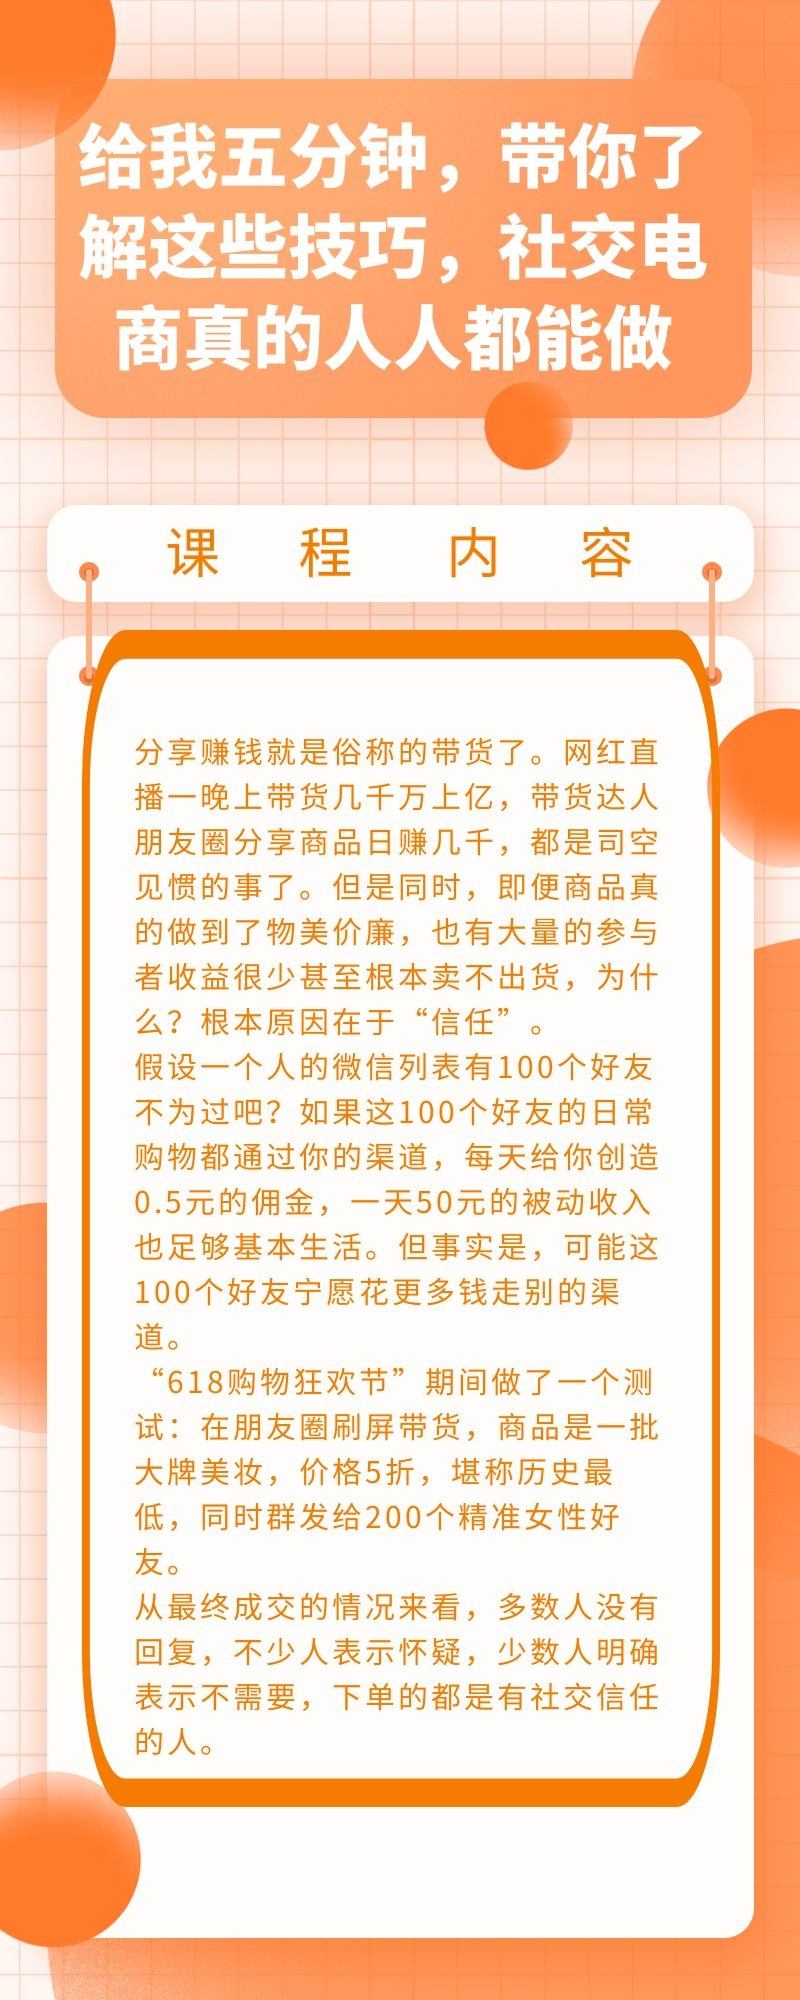 给我五分钟，带你了
解这些技巧，社交电
商真的人人都能做
课程内容
分享赚钱就是俗称的带货了。网红直
播一晚上带货几千万上亿，带货达人
朋友圈分享商品日赚几千，都是司空
见惯的事了。但是同时，即便商品真
的做到了物美价廉，也有大量的参与
者收益很少甚至根本卖不出货，为什
么？根本原因在于“信任”。
假设一个人的微信列表有100个好友
不为过吧？如果这100个好友的日常
购物都通过你的渠道，每天给你创造
0.5元的佣金，一天50元的被动收入
也足够基本生活。但事实是，可能这
100个好友宁愿花更多钱走别的渠
道。
“618购物狂欢节”期间做了一个测
试：在朋友圈刷屏带货，商品是一批
大牌美妆，价格5折，堪称历史最
低，同时群发给200个精准女性好
友。
从最终成交的情况来看，多数人没有
回复，不少人表示怀疑，少数人明确
表示不需要，下单的都是有社交信任
的人。